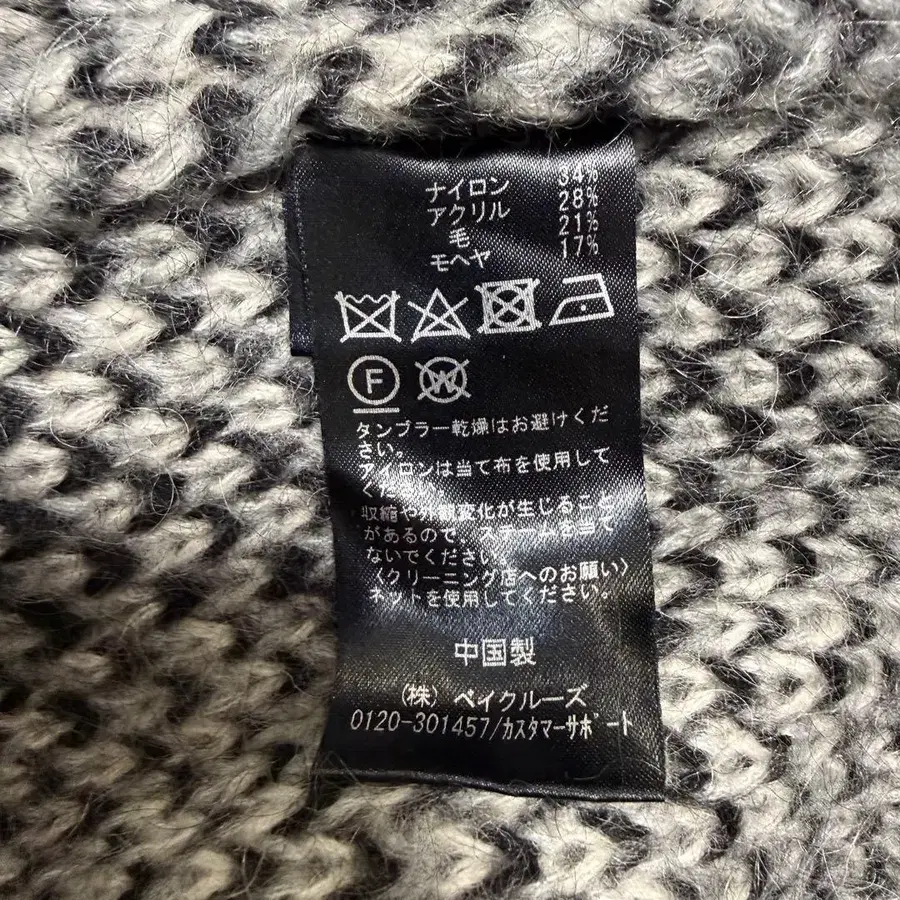 ナイロン 34%
アクリル 28%
毛 21%
モヘヤ 17%
F W
タンブラー乾燥はお避けくだ
さい。
アイロンは当て布を使用して
ください。
収縮や外観変化が生じること
があるので、スチームを当て
ないでください。
〈クリーニング店へのお願い〉
ネットを使用してください。
中国製
(株) ベイクルーズ
0120-301457/カスタマーサポート